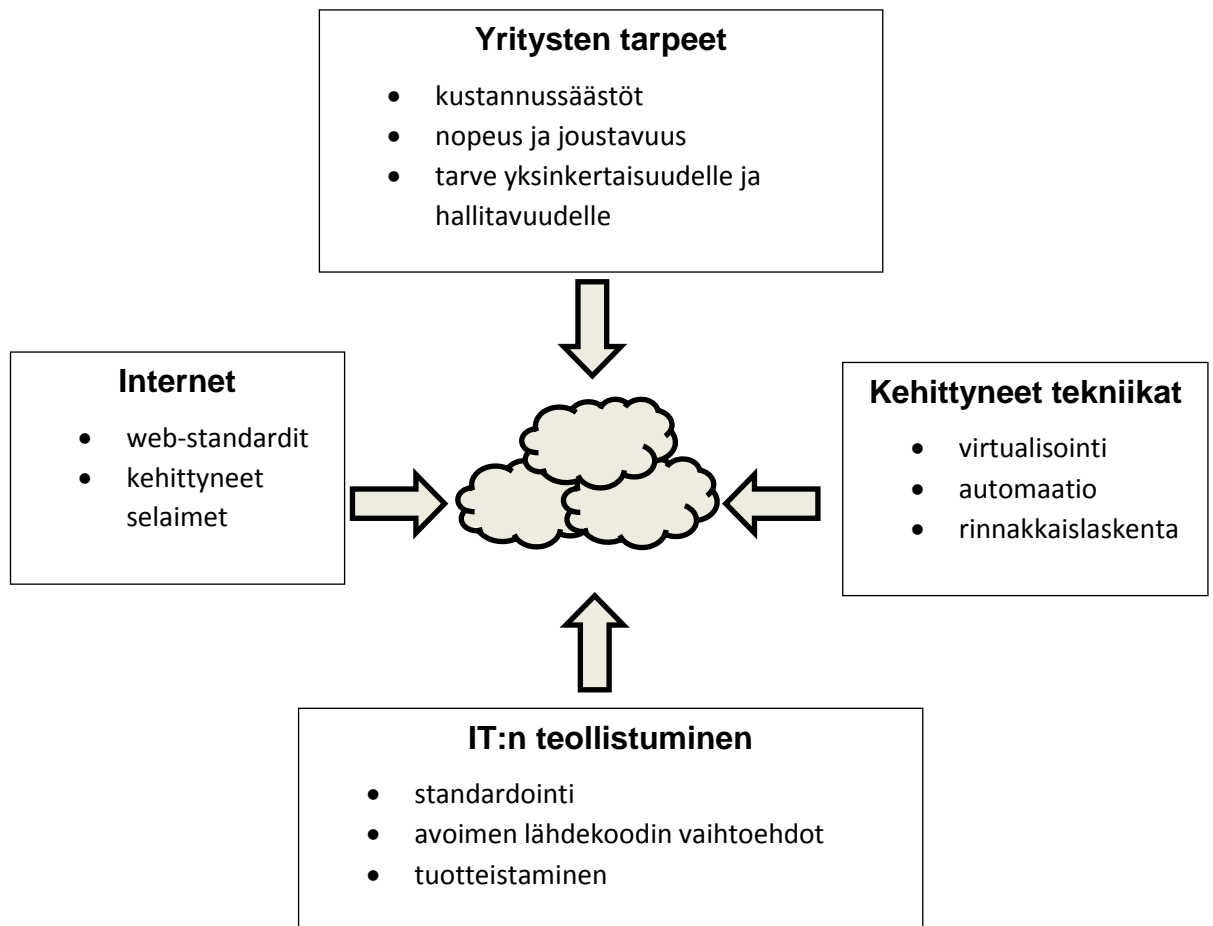 Yritysten tarpeet
• kustannussäästöt
• nopeus ja joustavuus
• tarve yksinkertaisuudelle ja
hallitavuudelle
Internet
• web-standardit
• kehittyneet
selaimet
Kehittyneet tekniikat
• virtualisointi
• automaatio
• rinnakkaislaskenta
IT:n teollistuminen
• standardointi
• avoimen lähdekoodin vaihtoehdot
• tuotteistaminen